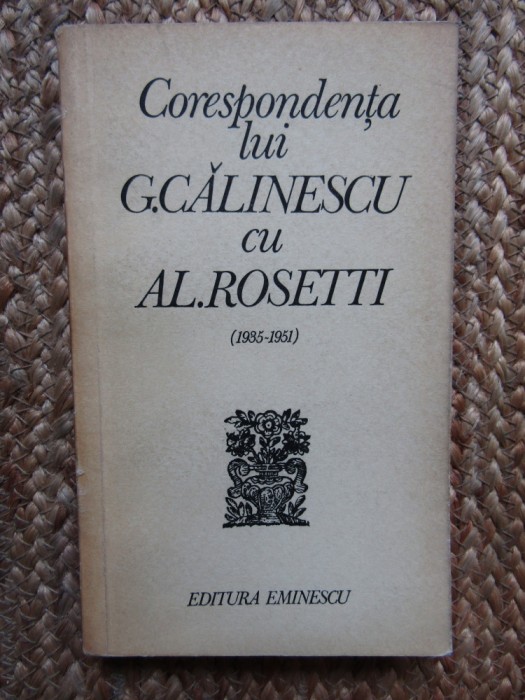 Corespondența
lui
G.CĂLINESCU
cu
AL.ROSETTI
(1935-1951)
EDITURA EMINESCU